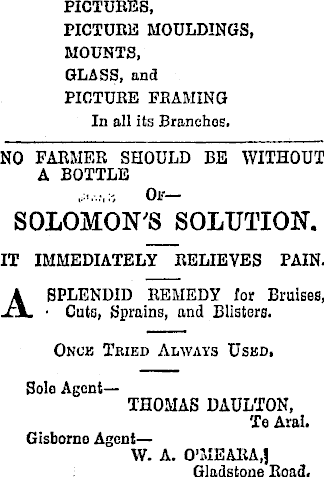 PICTURES,
PICTURE MOULDINGS,
MOUNTS,
GLASS, and
PICTURE FRAMING
In all its Branches.
NO FARMER SHOULD BE WITHOUT
A BOTTLE
OF—
SOLOMON'S SOLUTION.
IT IMMEDIATELY RELIEVES PAIN.
A SPLENDID REMEDY for Bruises,
Cuts, Sprains, and Blisters.
ONCE TRIED ALWAYS USED.
Sole Agent—
THOMAS DAULTON,
Te Arai.
Gisborne Agent—
W. A. O'MEARA,
Gladstone Road.